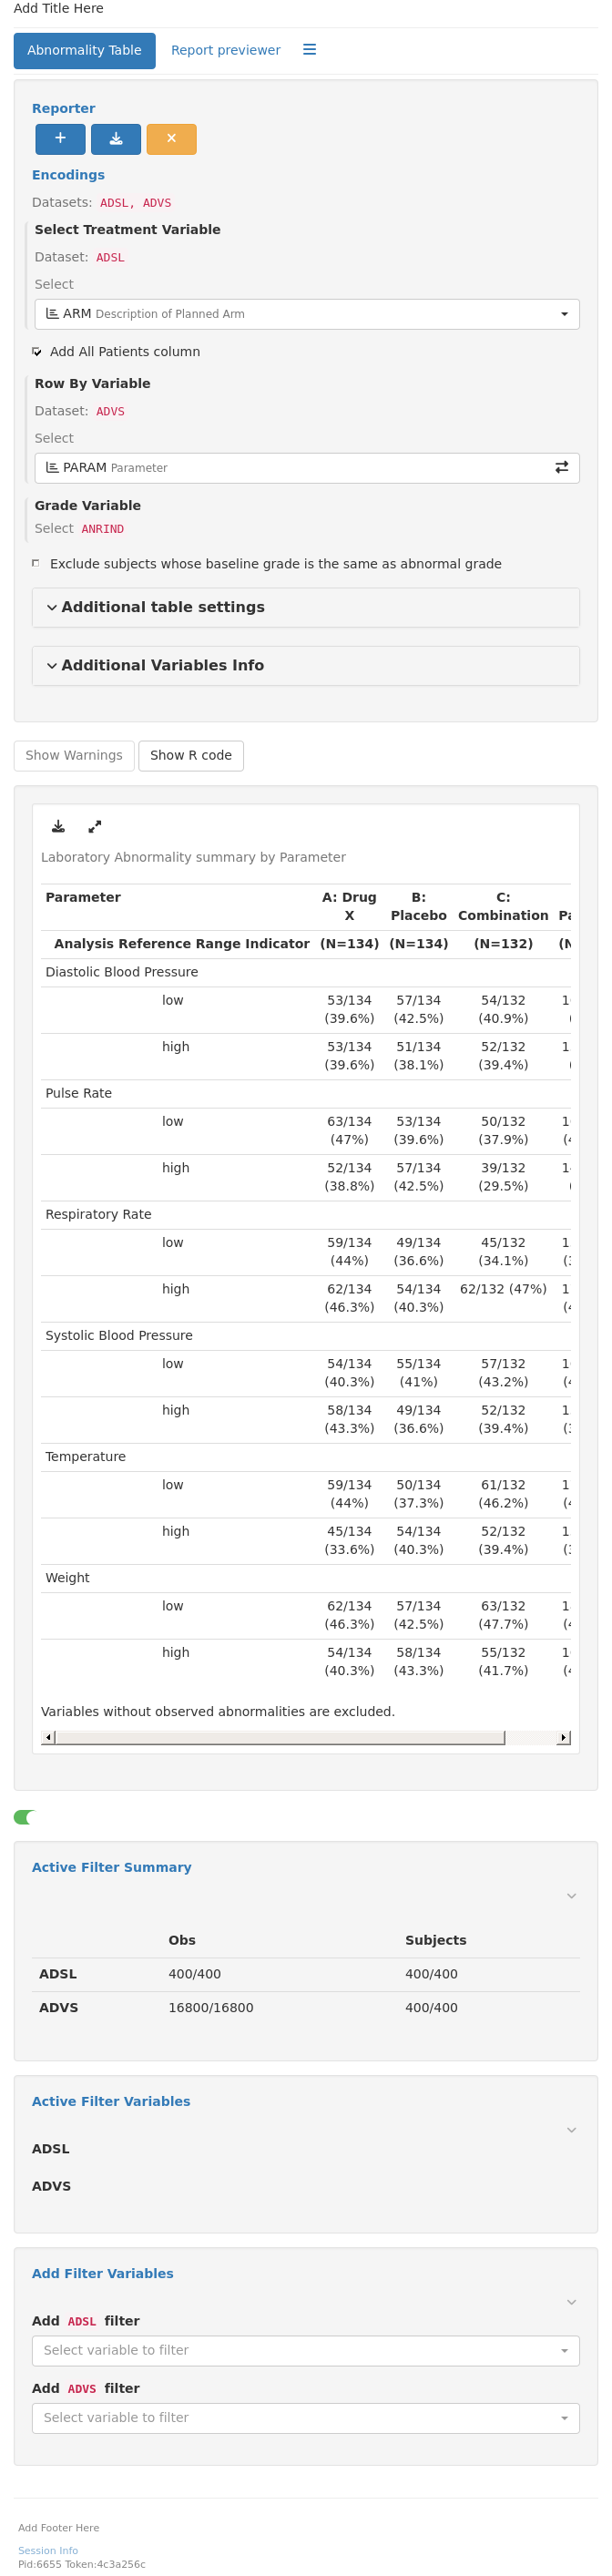 Add Title Here
Abnormality Table Report previewer
Reporter
Encodings
Datasets: ADSL, ADVS
Select Treatment Variable
Dataset: ADSL
Select
ARM Description of Planned Arm
Add All Patients column
Row By Variable
Dataset: ADVS
Select
PARAM Parameter
Grade Variable
Select ANRIND
Exclude subjects whose baseline grade is the same as abnormal grade
Additional table settings
Additional Variables Info
Show Warnings Show R code
Laboratory Abnormality summary by Parameter
Parameter A: Drug B: C:
X Placebo Combination Pa
Analysis Reference Range Indicator (N=134) (N=134) (N=132) (N
Diastolic Blood Pressure
low 53/134 57/134 54/132
(39.6%) (42.5%) (40.9%)
high 53/134 51/134 52/132
(39.6%) (38.1%) (39.4%)
Pulse Rate
low 63/134 53/134 50/132
(47%) (39.6%) (37.9%)
high 52/134 57/134 39/132
(38.8%) (42.5%) (29.5%)
Respiratory Rate
low 59/134 49/134 45/132
(44%) (36.6%) (34.1%)
high 62/134 54/134 62/132 (47%)
(46.3%) (40.3%)
Systolic Blood Pressure
low 54/134 55/134 57/132
(40.3%) (41%) (43.2%)
high 58/134 49/134 52/132
(43.3%) (36.6%) (39.4%)
Temperature
low 59/134 50/134 61/132
(44%) (37.3%) (46.2%)
high 45/134 54/134 52/132
(33.6%) (40.3%) (39.4%)
Weight
low 62/134 57/134 63/132
(46.3%) (42.5%) (47.7%)
high 54/134 58/134 55/132
(40.3%) (43.3%) (41.7%)
Variables without observed abnormalities are excluded.
Active Filter Summary
Obs Subjects
ADSL 400/400 400/400
ADVS 16800/16800 400/400
Active Filter Variables
ADSL
ADVS
Add Filter Variables
Add ADSL filter
Select variable to filter
Add ADVS filter
Select variable to filter
Add Footer Here
Session Info
Pid:6655 Token:4c3a256c